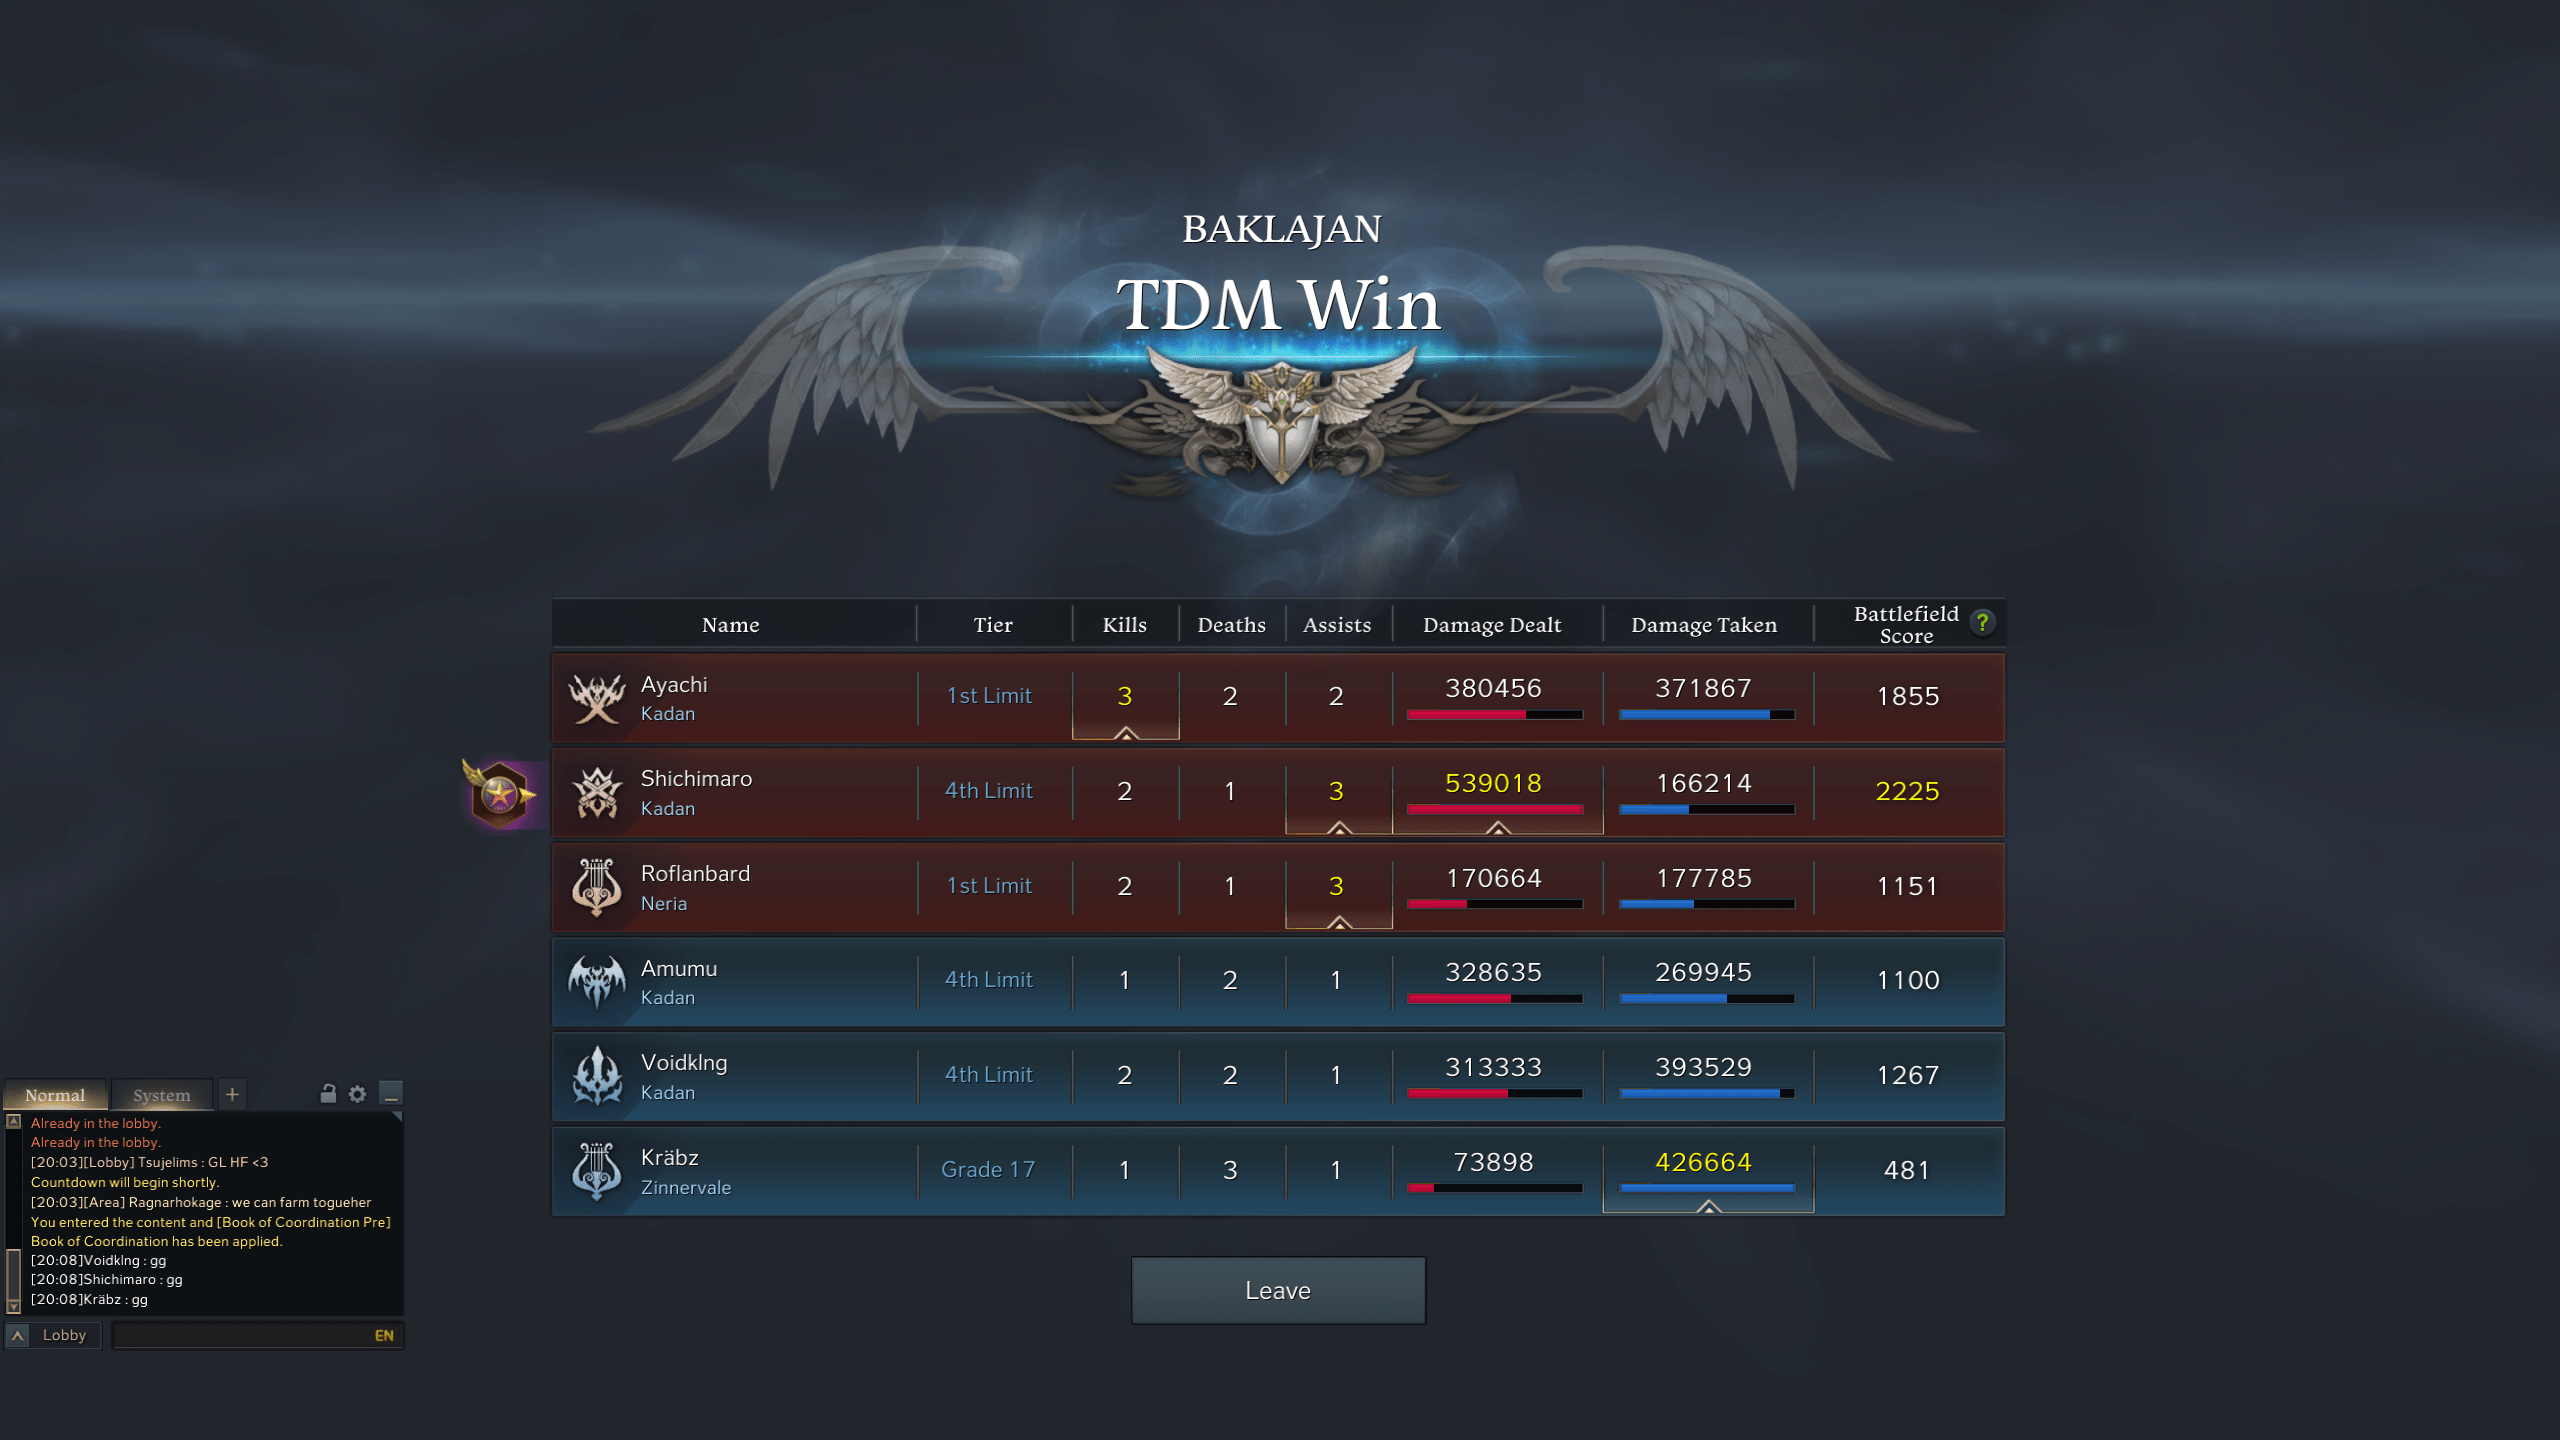 BAKLAJAN
TDM Win
Name Tier Kills Deaths Assists Damage Dealt Damage Taken Battlefield Score ?
Ayachi
Kadan
1st Limit 3 2 2 380456 371867 1855
Shichimaro
Kadan
4th Limit 2 1 3 539018 166214 2225
Roflanbard
Neria
1st Limit 2 1 3 170664 177785 1151
Amumu
Kadan
4th Limit 1 2 1 328635 269945 1100
Voidklng
Kadan
4th Limit 2 2 1 313333 393529 1267
Kräbz
Zinnervale
Grade 17 1 3 1 73898 426664 481
Leave
Normal System +
Already in the lobby.
Already in the lobby.
[20:03][Lobby] Tsujelims : GL HF <3
Countdown will begin shortly.
[20:03][Area] Ragnarhokage : we can farm togueher
You entered the content and [Book of Coordination Pre]
Book of Coordination has been applied.
[20:08]Voidklng : gg
[20:08]Shichimaro : gg
[20:08]Kräbz : gg
Lobby EN